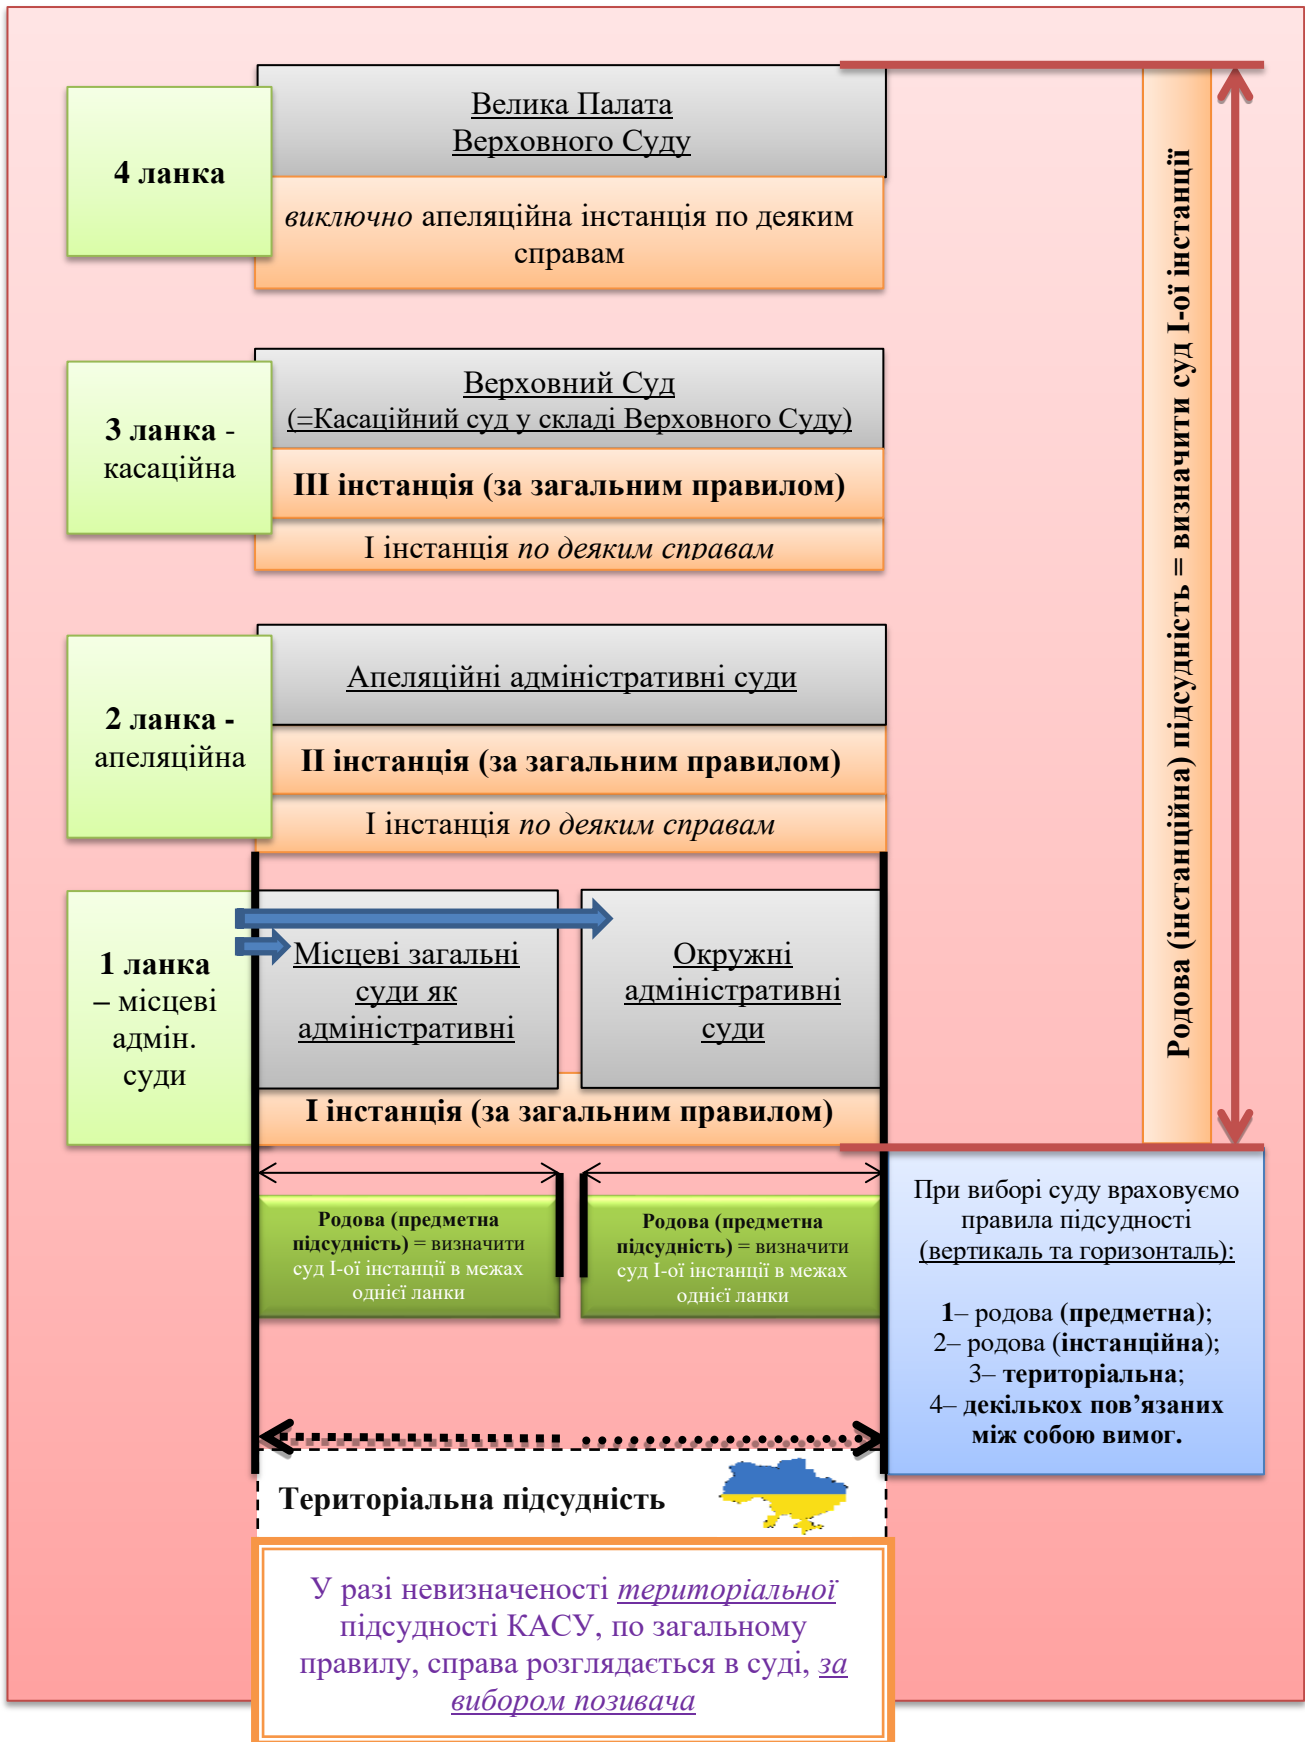 Велика Палата
Верховного Суду
4 ланка
виключно апеляційна інстанція по деяким
справам
Верховний Суд
(=Касаційний суд у складі Верховного Суду)
3 ланка -
касаційна
ІІІ інстанція (за загальним правилом)
І інстанція по деяким справам
Апеляційні адміністративні суди
2 ланка -
апеляційна
ІІ інстанція (за загальним правилом)
І інстанція по деяким справам
1 ланка
– місцеві
адмін.
суди
Місцеві загальні
суди як
адміністративні
Окружні
адміністративні
суди
І інстанція (за загальним правилом)
Родова (інстанційна) підсудність = визначити суд І-ої інстанції
Родова (предметна
підсудність) = визначити
суд І-ої інстанції в межах
однієї ланки
Родова (предметна
підсудність) = визначити
суд І-ої інстанції в межах
однієї ланки
При виборі суду враховуємо
правила підсудності
(вертикаль та горизонталь):
1– родова (предметна);
2– родова (інстанційна);
3– територіальна;
4– декількох пов’язаних
між собою вимог.
Територіальна підсудність
У разі невизначеності територіальної
підсудності КАСУ, по загальному
правилу, справа розглядається в суді, за
вибором позивача